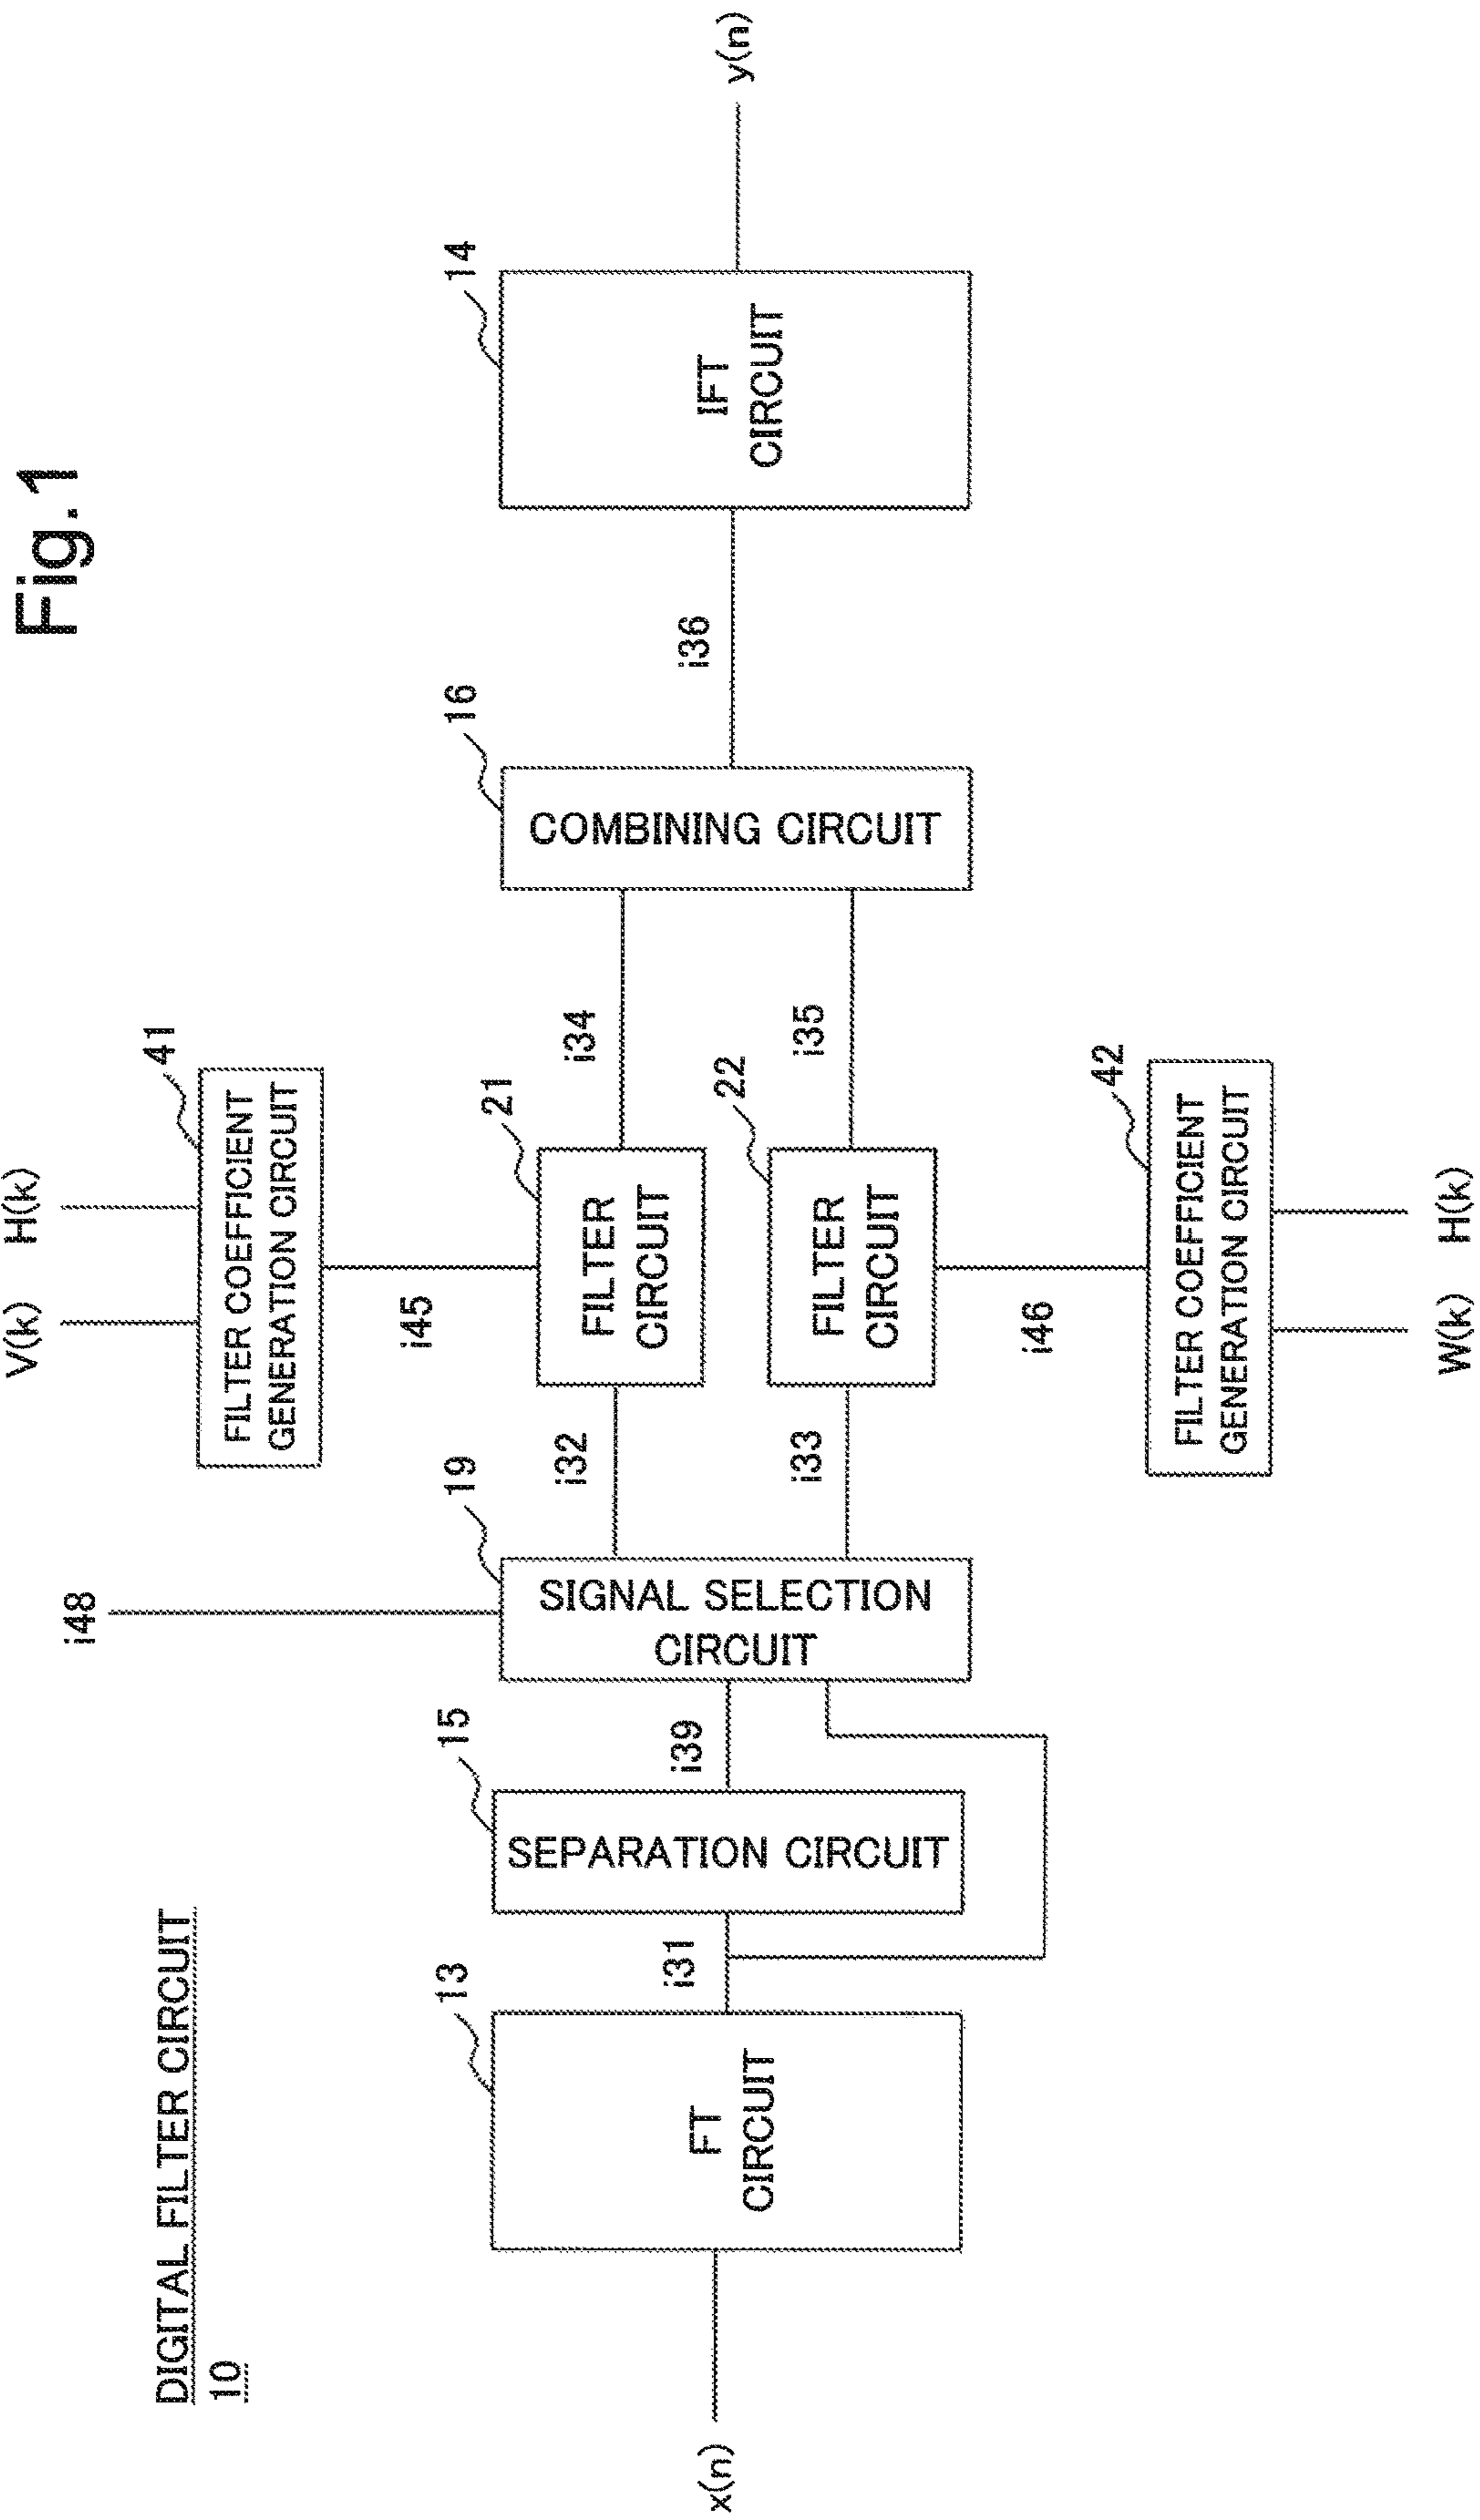 Fig.1
DIGITAL FILTER CIRCUIT
10
x(n)
13
FT
CIRCUIT
i31
15
SEPARATION CIRCUIT
i39
i48
19
SIGNAL SELECTION
CIRCUIT
i32
i33
V(k)
H(k)
41
FILTER COEFFICIENT
GENERATION CIRCUIT
i45
21
FILTER
CIRCUIT
22
FILTER
CIRCUIT
i46
42
FILTER COEFFICIENT
GENERATION CIRCUIT
W(k)
H(k)
i34
i35
16
COMBINING CIRCUIT
i36
14
IFT
CIRCUIT
y(n)